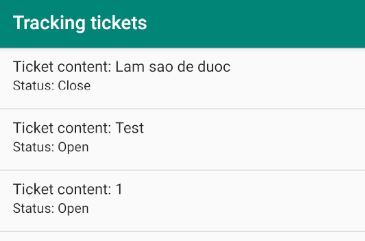 Tracking tickets
Ticket content: Lam sao de duoc
Status: Close
Ticket content: Test
Status: Open
Ticket content: 1
Status: Open